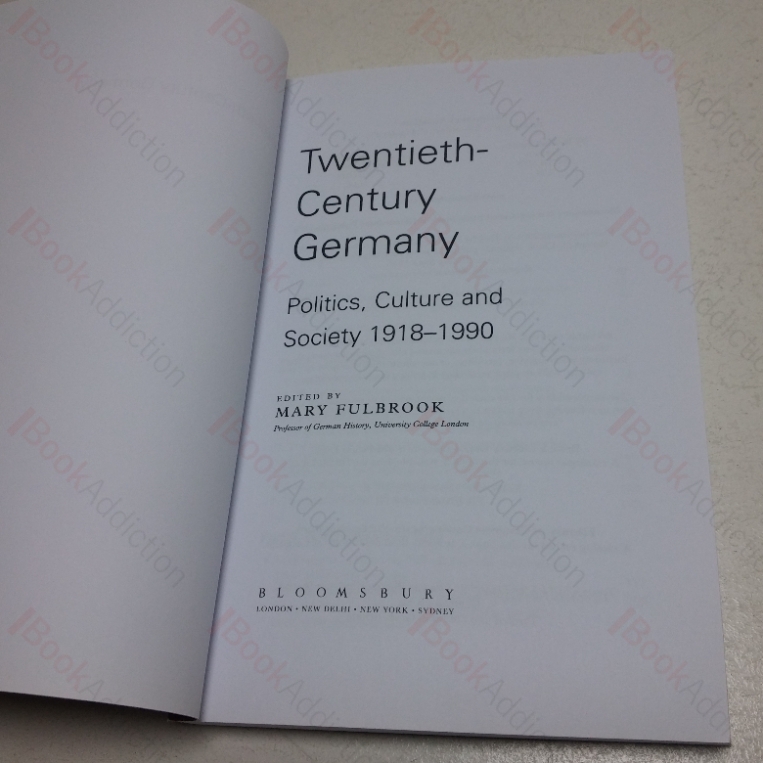 Twentieth-
Century
Germany
Politics, Culture and
Society 1918–1990
EDITED BY
MARY FULBROOK
Professor of German History, University College London
BLOOMSBURY
LONDON • NEW DELHI • NEW YORK • SYDNEY
BookAddiction